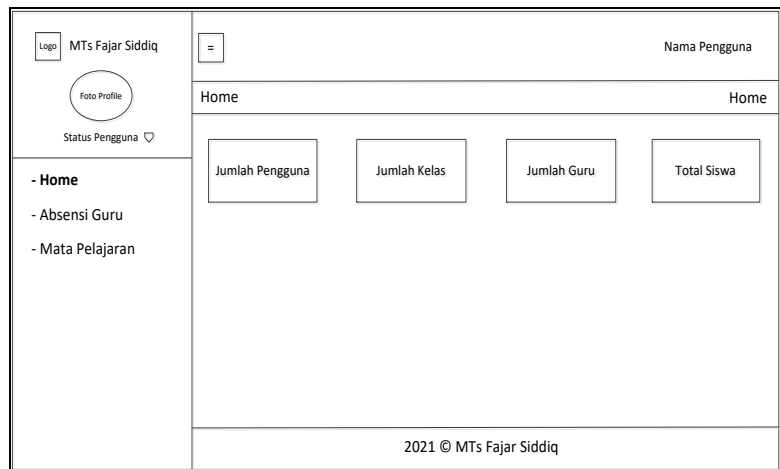 Logo MTs Fajar Siddiq
Foto Profile
Status Pengguna
- Home
- Absensi Guru
- Mata Pelajaran
= Nama Pengguna
Home Home
Jumlah Pengguna Jumlah Kelas Jumlah Guru Total Siswa
2021 © MTs Fajar Siddiq